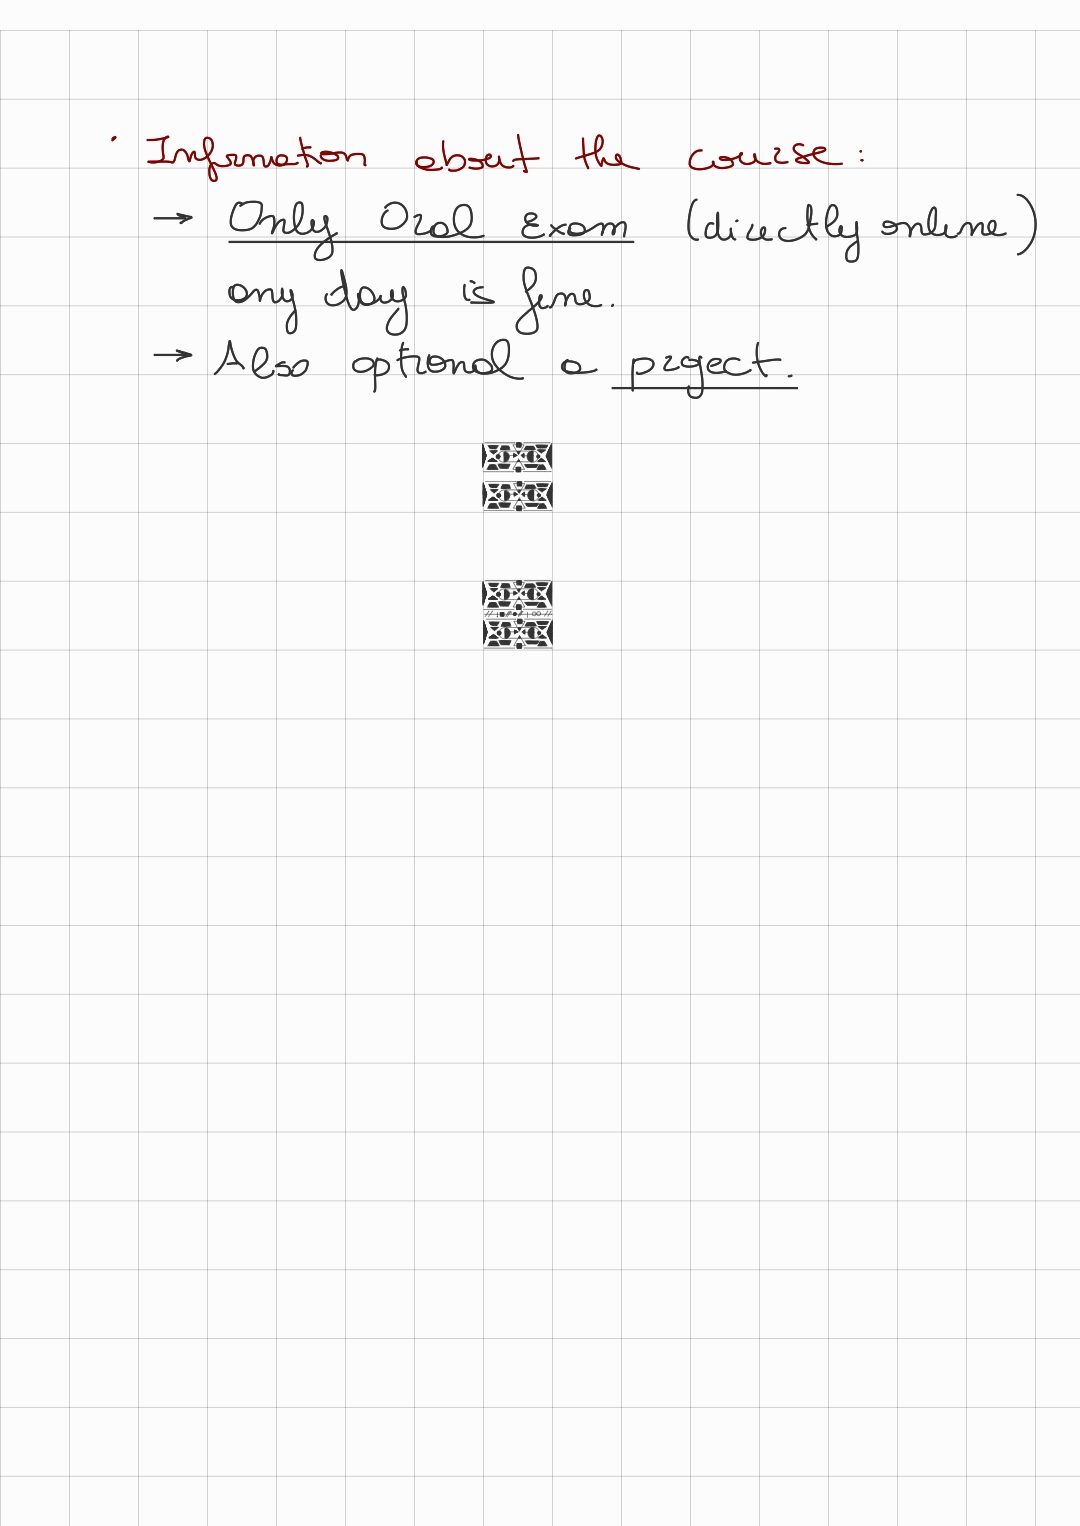 · Information about the course:
→ Only Oral Exam (directly online)
any day is fine.
→ Also optional a project.